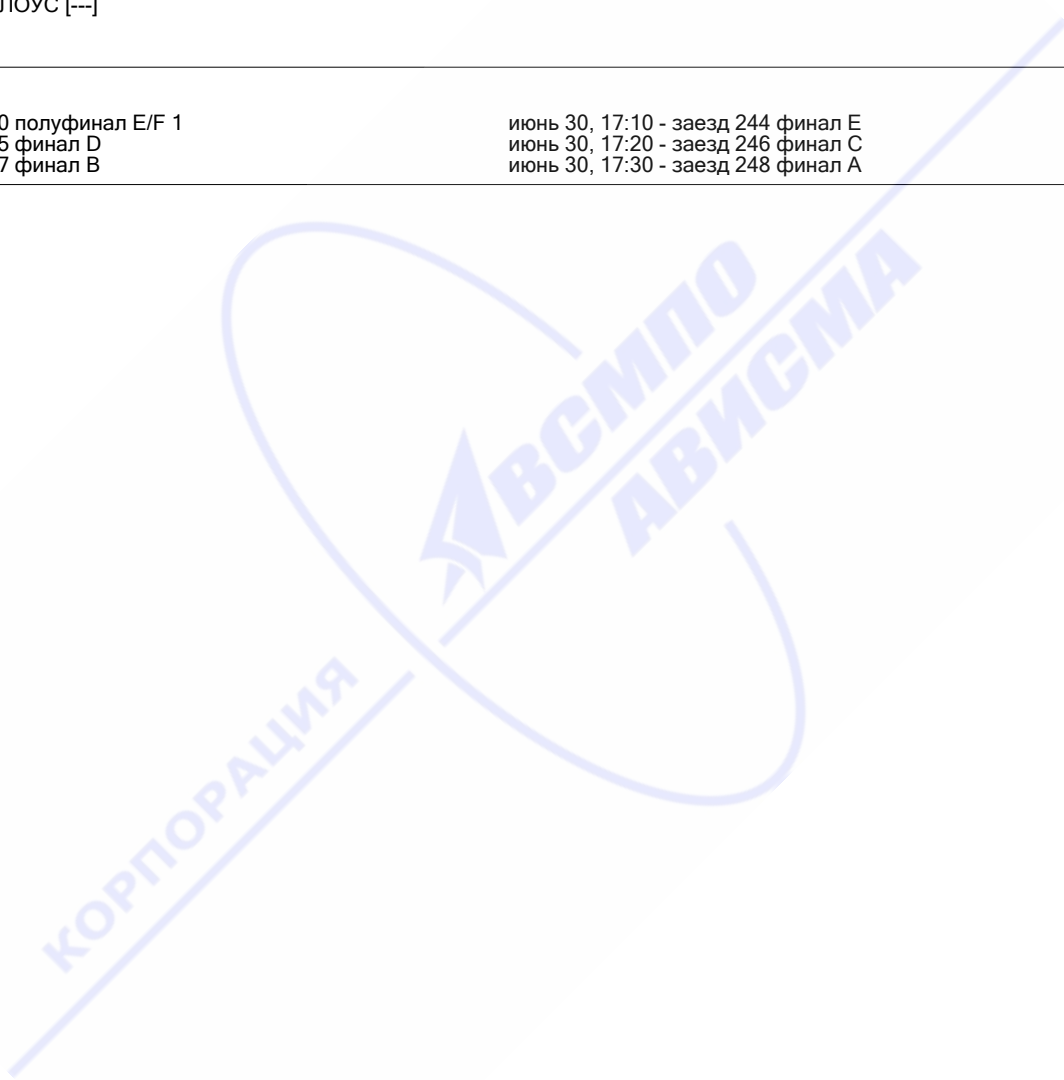 ЛОУС [---]
0 полуфинал E/F 1
июнь 30, 17:10 - заезд 244 финал E
5 финал D
июнь 30, 17:20 - заезд 246 финал C
7 финал B
июнь 30, 17:30 - заезд 248 финал A
ВСМПО
АВИСМА
КОРПОРАЦИЯ